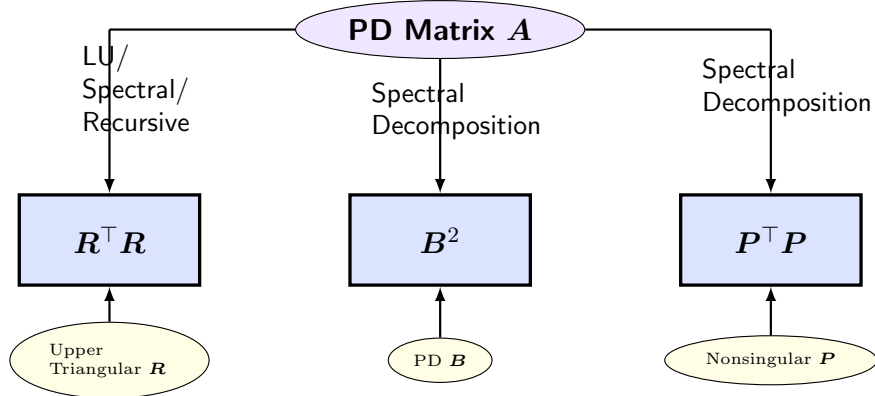 PD Matrix A
LU/
Spectral/
Recursive
Spectral
Decomposition
Spectral
Decomposition
R⊤R
B²
P⊤P
Upper
Triangular R
PD B
Nonsingular P